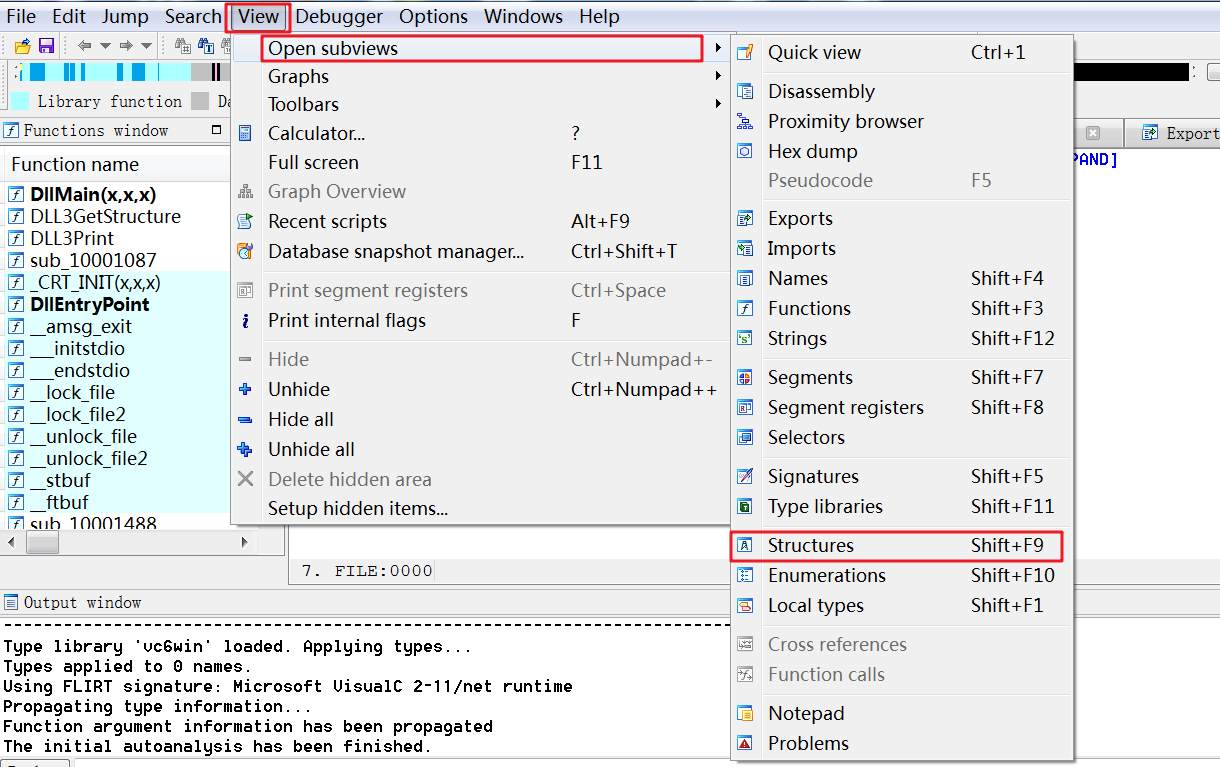 File Edit Jump Search View Debugger Options Windows Help
Library function
Functions window
Function name
DllMain(x,x,x)
DLL3GetStructure
DLL3Print
sub_10001087
_CRT_INIT(x,x,x)
DllEntryPoint
__amsg_exit
___initstdio
___endstdio
__lock_file
__lock_file2
__unlock_file
__unlock_file2
__stbuf
__ftbuf
sub_10001488
Open subviews
Graphs
Toolbars
Calculator... ?
Full screen F11
Graph Overview
Recent scripts Alt+F9
Database snapshot manager... Ctrl+Shift+T
Print segment registers Ctrl+Space
Print internal flags F
Hide Ctrl+Numpad+-
Unhide Ctrl+Numpad++
Hide all
Unhide all
Delete hidden area
Setup hidden items...
Quick view Ctrl+1
Disassembly
Proximity browser
Hex dump
Pseudocode F5
Exports
Imports
Names Shift+F4
Functions Shift+F3
Strings Shift+F12
Segments Shift+F7
Segment registers Shift+F8
Selectors
Signatures Shift+F5
Type libraries Shift+F11
Structures Shift+F9
Enumerations Shift+F10
Local types Shift+F1
Cross references
Function calls
Notepad
Problems
Export
PAND]
7. FILE:0000
Output window
Type library 'vc6win' loaded. Applying types...
Types applied to 0 names.
Using FLIRT signature: Microsoft VisualC 2-11/net runtime
Propagating type information...
Function argument information has been propagated
The initial autoanalysis has been finished.